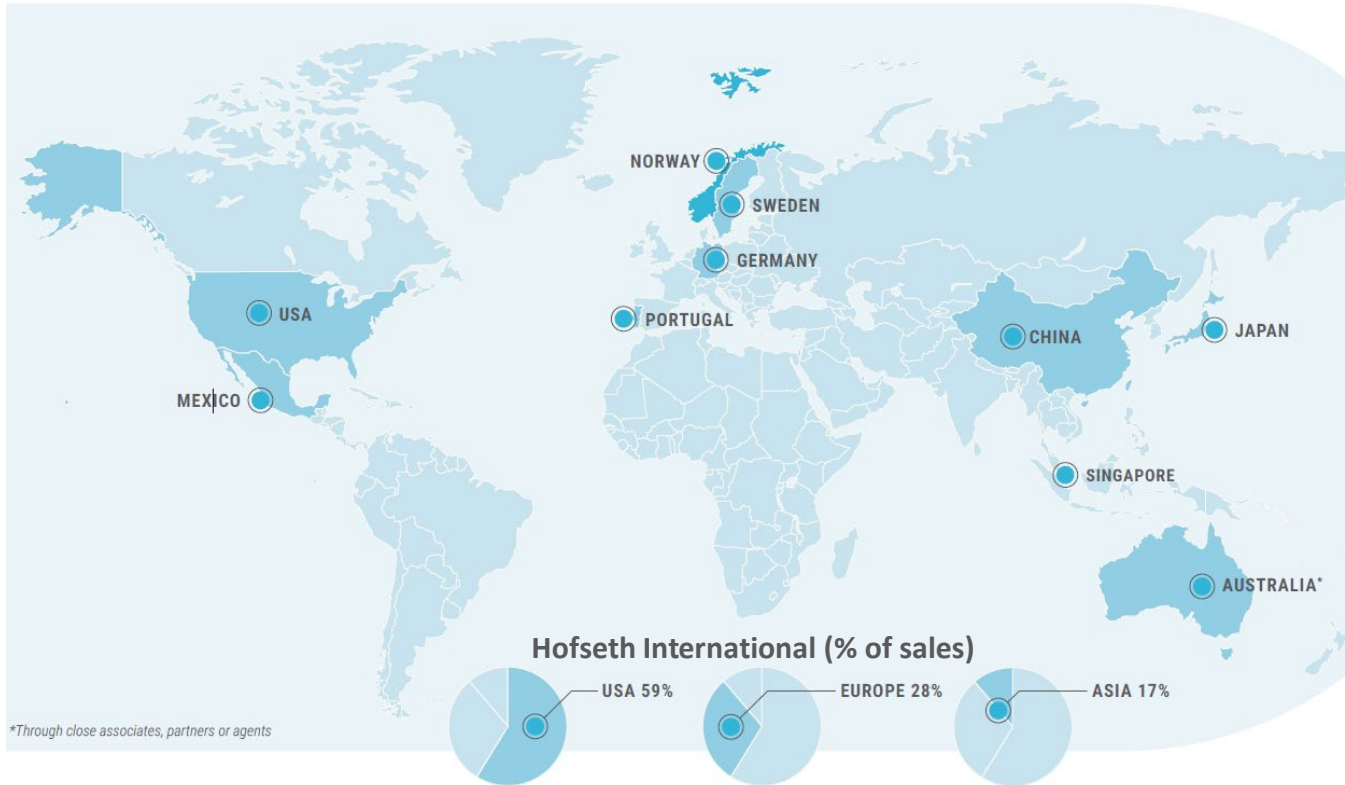 NORWAY
SWEDEN
GERMANY
USA
PORTUGAL
CHINA
JAPAN
MEXICO
SINGAPORE
AUSTRALIA*
Hofseth International (% of sales)
USA 59%
EUROPE 28%
ASIA 17%
*Through close associates, partners or agents